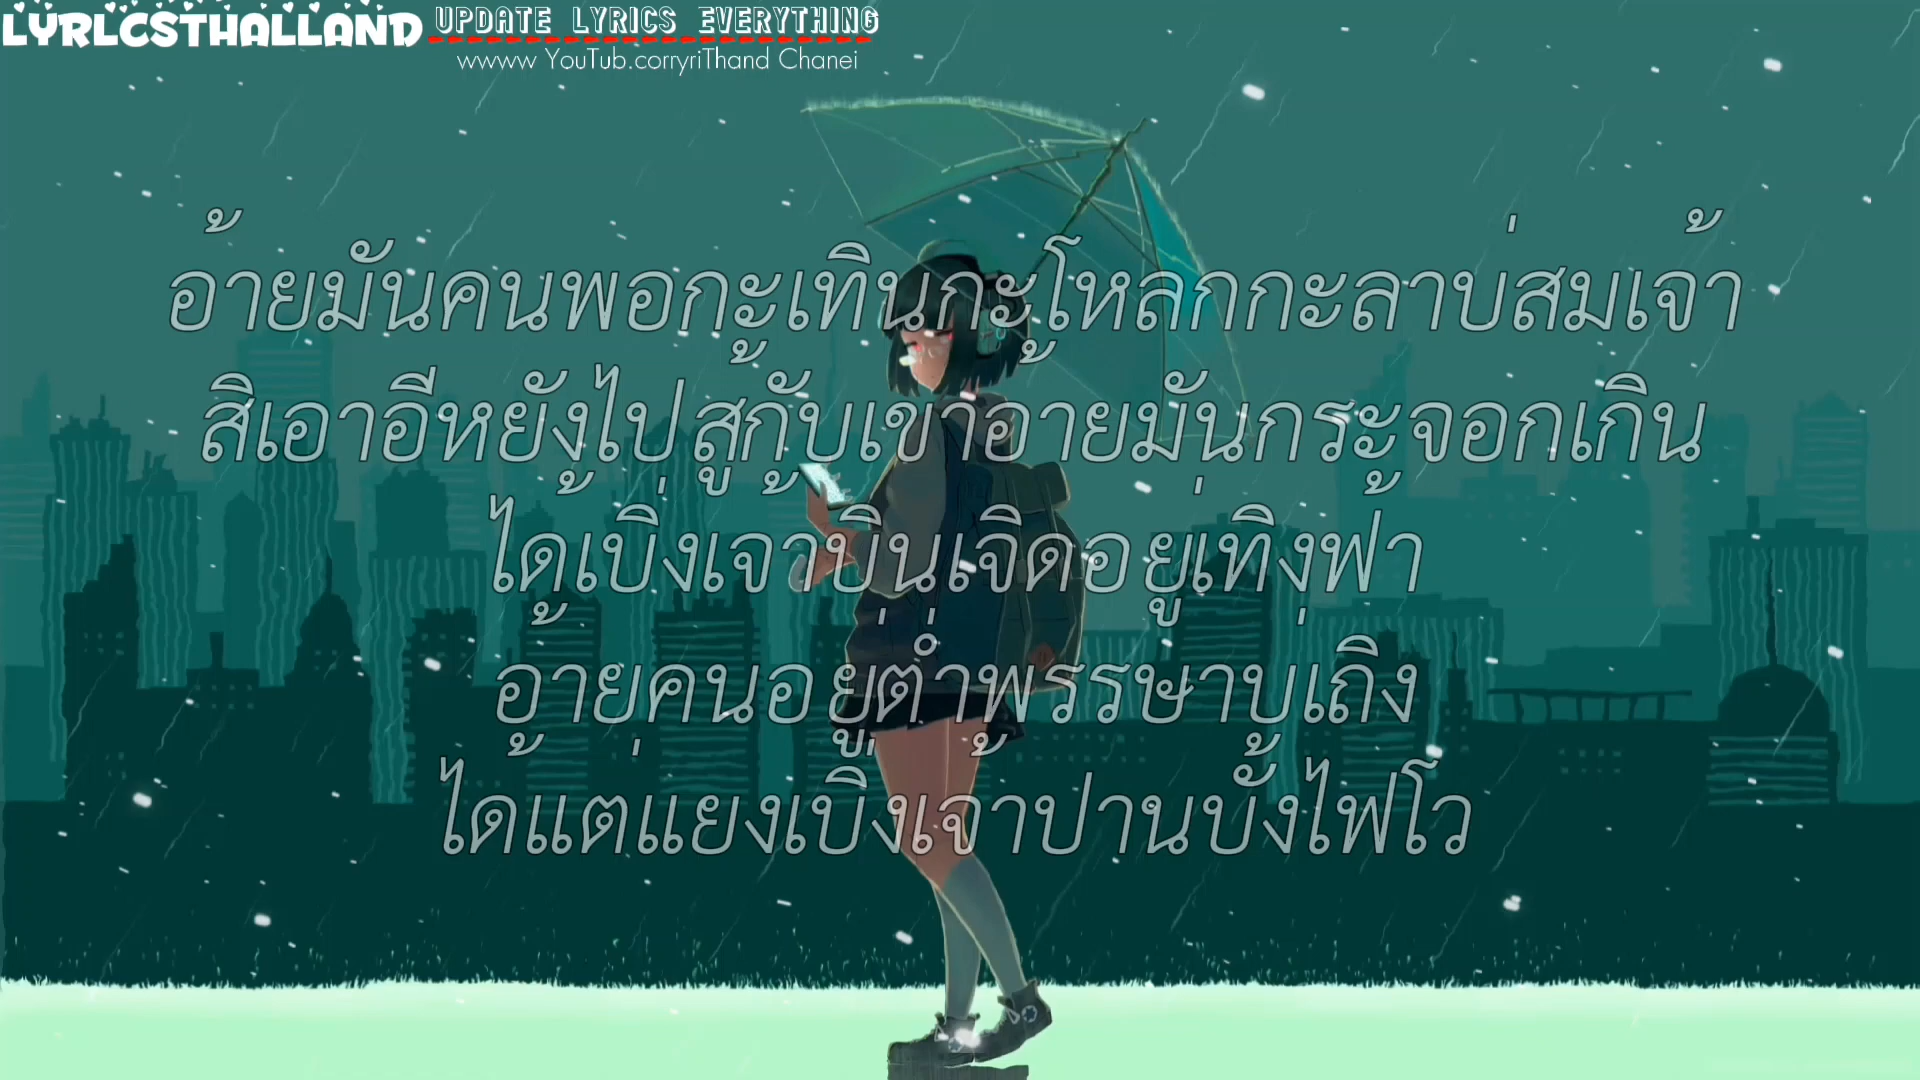 LYRLCSTHALLAND
UPDATE LYRICS EVERYTHING
wwww YouTub.corryriThand Chanei
อ้ายมันคนพอกะเทินกะโหลกกะลาบ่สมเจ้า
สิเอาอีหยังไปสู้กับเขาอ้ายมันกระจอกเกิน
ได้เบิ่งเจ้าบินเจิดอยู่เทิงฟ้า
อ้ายคนอยู่ต่ำพรรษาบ่เถิง
ได้แต่แยงเบิ่งเจ้าปานบั้งไฟโว